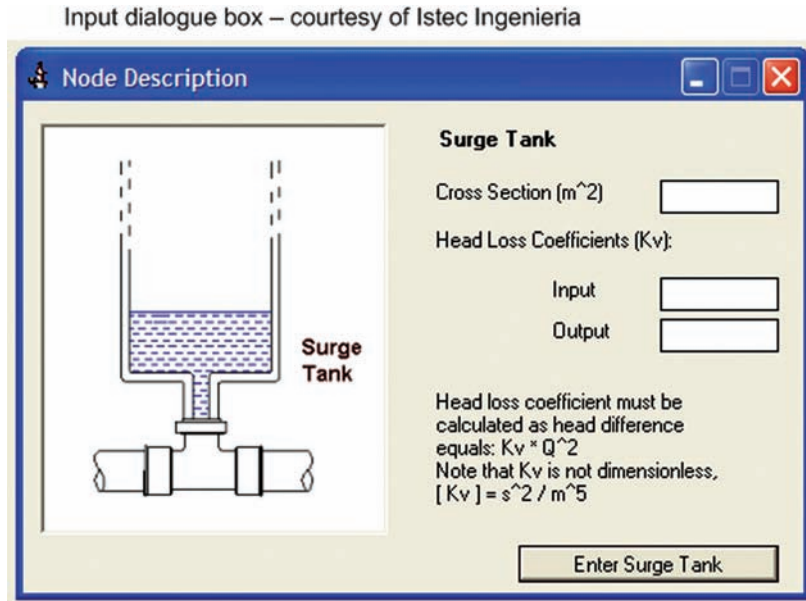 Input dialogue box – courtesy of Istec Ingenieria
Node Description
Surge Tank
Cross Section (m^2)
Head Loss Coefficients (Kv):
Input
Output
Surge
Tank
Head loss coefficient must be
calculated as head difference
equals: Kv * Q^2
Note that Kv is not dimensionless,
[ Kv ] = s^2 / m^5
Enter Surge Tank